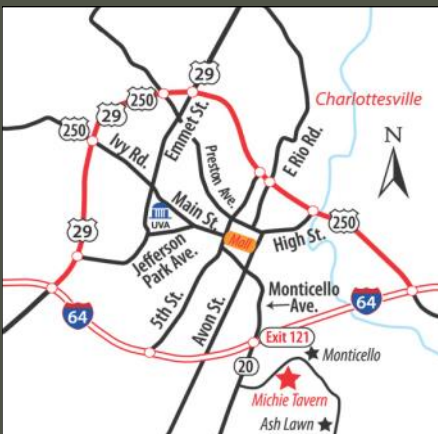 29
250
29
Emmet St.
Charlottesville
250
Ivy Rd.
Preston Ave.
E Rio Rd.
N
UVA
Main St.
250
29
Jefferson
Park Ave.
Mall
High St.
64
5th St.
Avon St.
Monticello
Ave.
64
Exit 121
20
Monticello
Michie Tavern
Ash Lawn